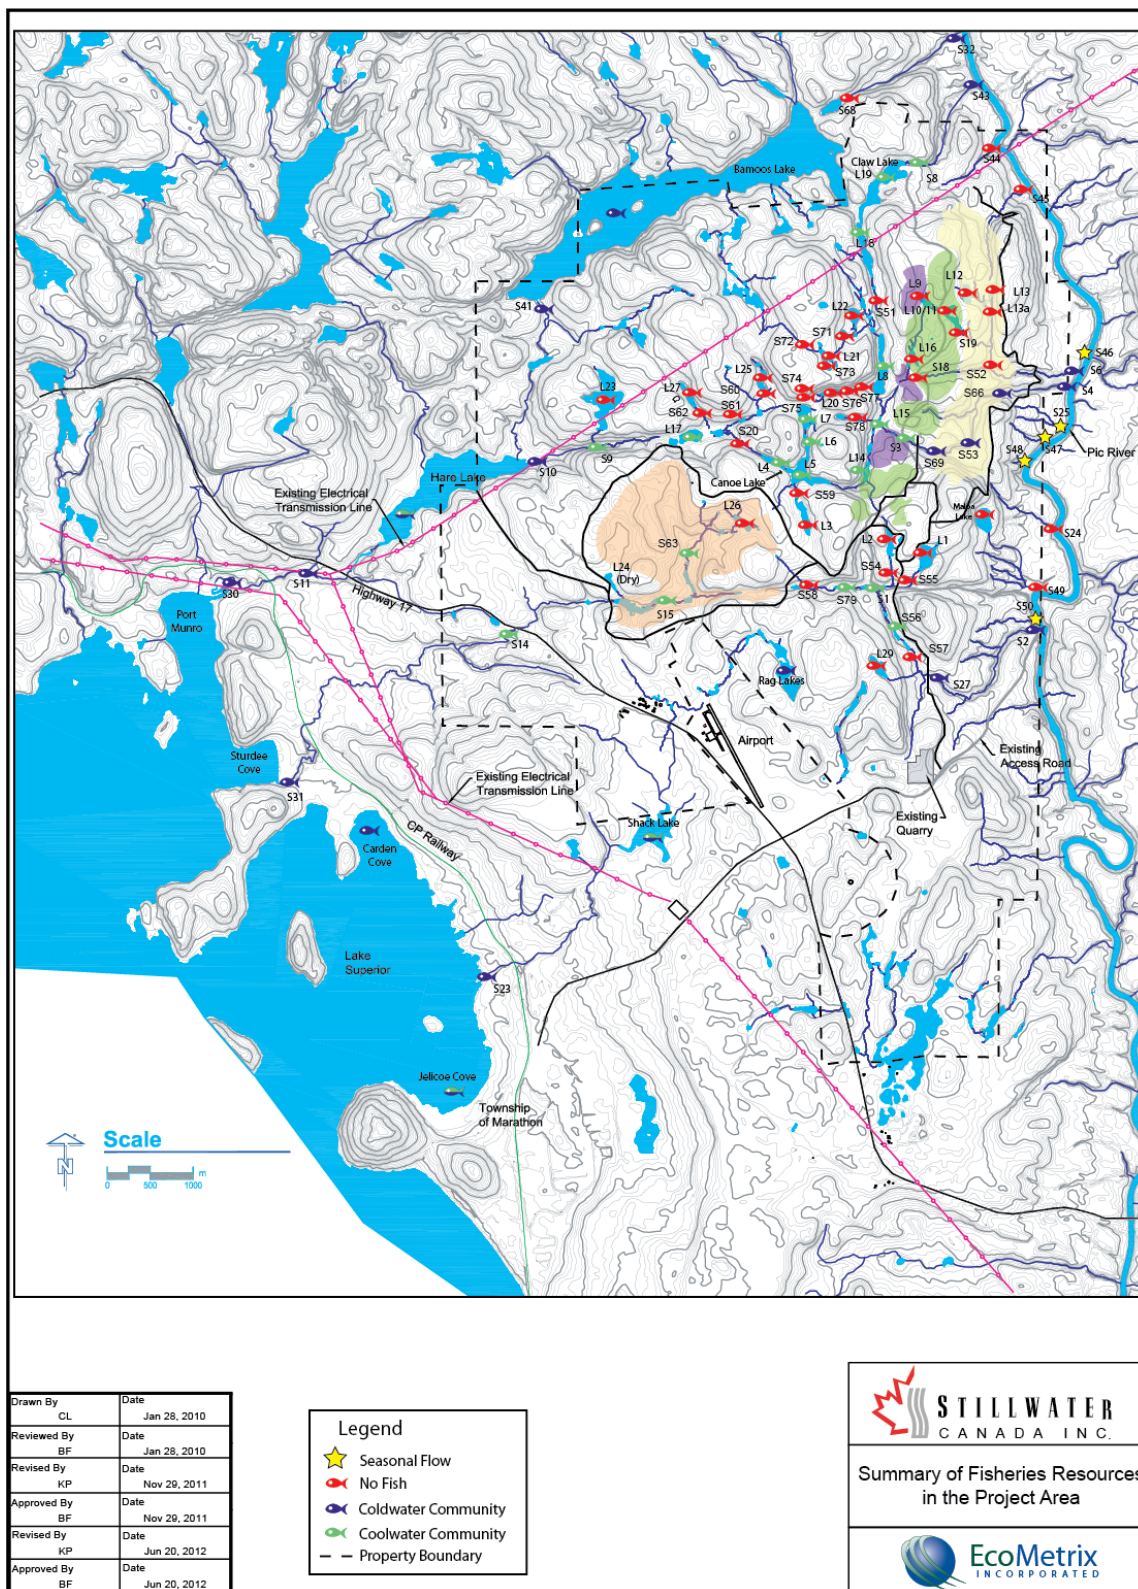 S32
S43
S68
S44
Claw Lake
L19
S8
Bamoos Lake
S45
L18
L9
L12
L13
L10/11
L13a
S41
L22
S51
S71
S72
S19
L21
L16
S46
S73
S18
S52
L8
S6
L25
S74
S4
L23
L27
S60
S66
L20
S76
S77
S75
S62
S61
L7
L15
S25
S78
L17
S20
L6
S3
S47
S9
S53
Pic River
S69
S48
L4
L5
L14
S10
Hare Lake
Canoe Lake
S59
Existing Electrical
Transmission Line
L26
L3
Malpa
Lake
S24
L2
L1
S63
L24
(Dry)
S54
S11
S55
S30
S58
S79
S1
S49
Highway 17
Port
Munro
S15
S50
S56
S14
S2
S57
L29
Rag Lakes
S27
Airport
Existing
Access Road
Sturdee
Cove
Existing Electrical
Transmission Line
S31
Existing
Quarry
Shack Lake
CP Railway
Carden
Cove
Lake
Superior
S23
Jellicoe Cove
Township
of Marathon
Scale
N
0 500 1000 m
Drawn By Date
CL Jan 28, 2010
Reviewed By Date
BF Jan 28, 2010
Revised By Date
KP Nov 29, 2011
Approved By Date
BF Nov 29, 2011
Revised By Date
KP Jun 20, 2012
Approved By Date
BF Jun 20, 2012
Legend
Seasonal Flow
No Fish
Coldwater Community
Coolwater Community
Property Boundary
STILLWATER
CANADA INC.
Summary of Fisheries Resources
in the Project Area
EcoMetrix
INCORPORATED